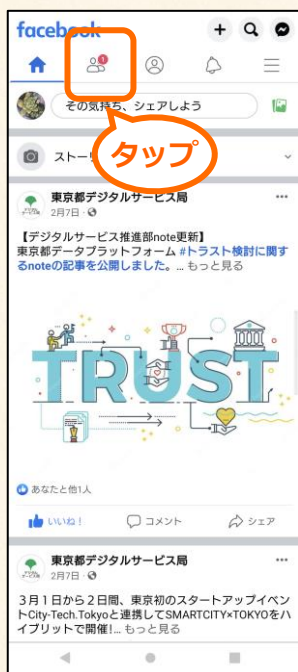 facebook
1
その気持ち、シェアしよう
ストーリ
タップ
東京都デジタルサービス局
2月7日
【デジタルサービス推進部note更新】
東京都データプラットフォーム #トラスト検討に関す
るnoteの記事を公開しました。... もっと見る
TRUST
あなたと他1人
いいね！
コメント
シェア
東京都デジタルサービス局
2月7日
3月1日から2日間、東京初のスタートアップイベン
トCity-Tech.Tokyoと連携してSMARTCITY×TOKYOをハ
イブリットで開催!... もっと見る